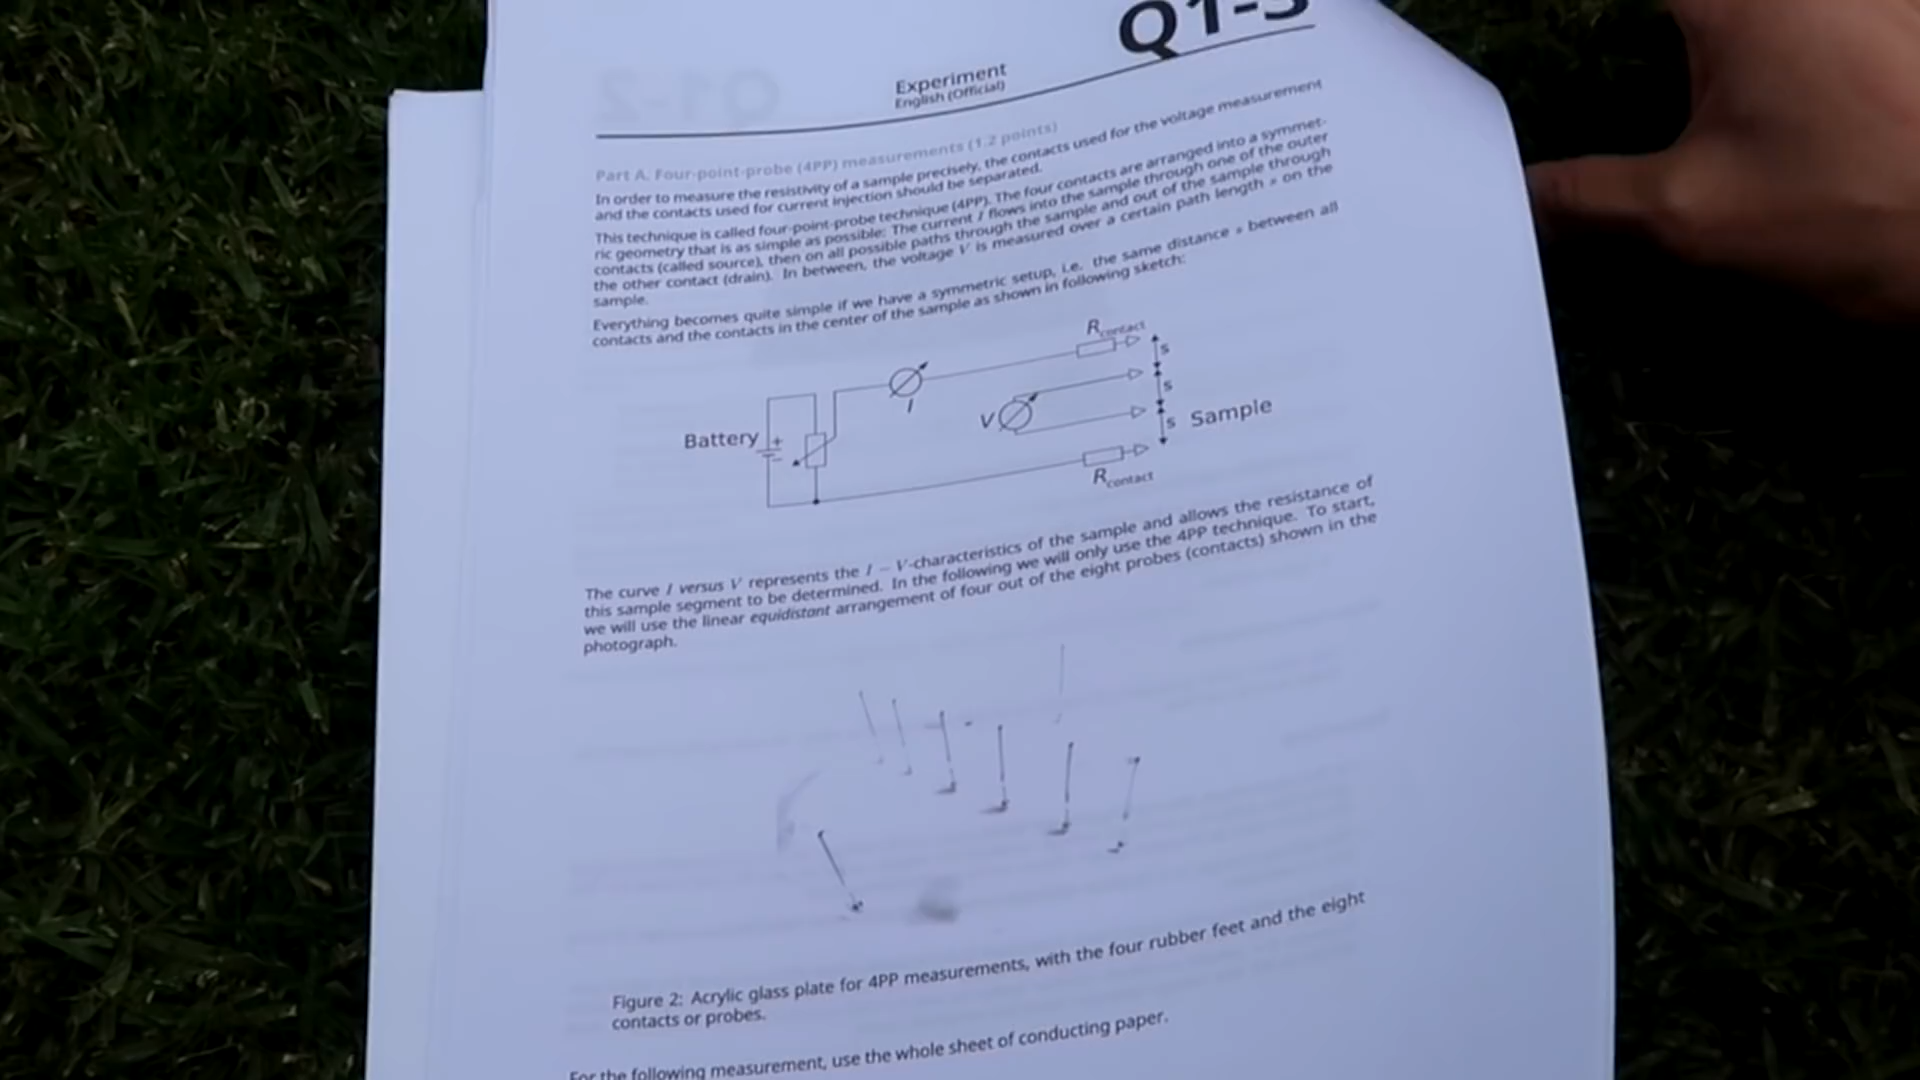 Q1-3
Experiment
English (Official)
Q1-2
Part A. Four-point-probe (4PP) measurements (1.2 points)
In order to measure the resistivity of a sample precisely, the contacts used for the voltage measurement
and the contacts used for current injection should be separated.
This technique is called four-point-probe technique (4PP). The four contacts are arranged into a symmet-
ric geometry that is as simple as possible: The current I flows into the sample through one of the outer
contacts (called source), then on all possible paths through the sample and out of the sample through
the other contact (drain). In between, the voltage V is measured over a certain path length s on the
sample.
Everything becomes quite simple if we have a symmetric setup, i.e. the same distance s between all
contacts and the contacts in the center of the sample as shown in following sketch:
Rcontact
s
I
s
V
Battery
+
−
s
Sample
Rcontact
The curve I versus V represents the I − V-characteristics of the sample and allows the resistance of
this sample segment to be determined. In the following we will only use the 4PP technique. To start,
we will use the linear equidistant arrangement of four out of the eight probes (contacts) shown in the
photograph.
Figure 2: Acrylic glass plate for 4PP measurements, with the four rubber feet and the eight
contacts or probes.
For the following measurement, use the whole sheet of conducting paper.